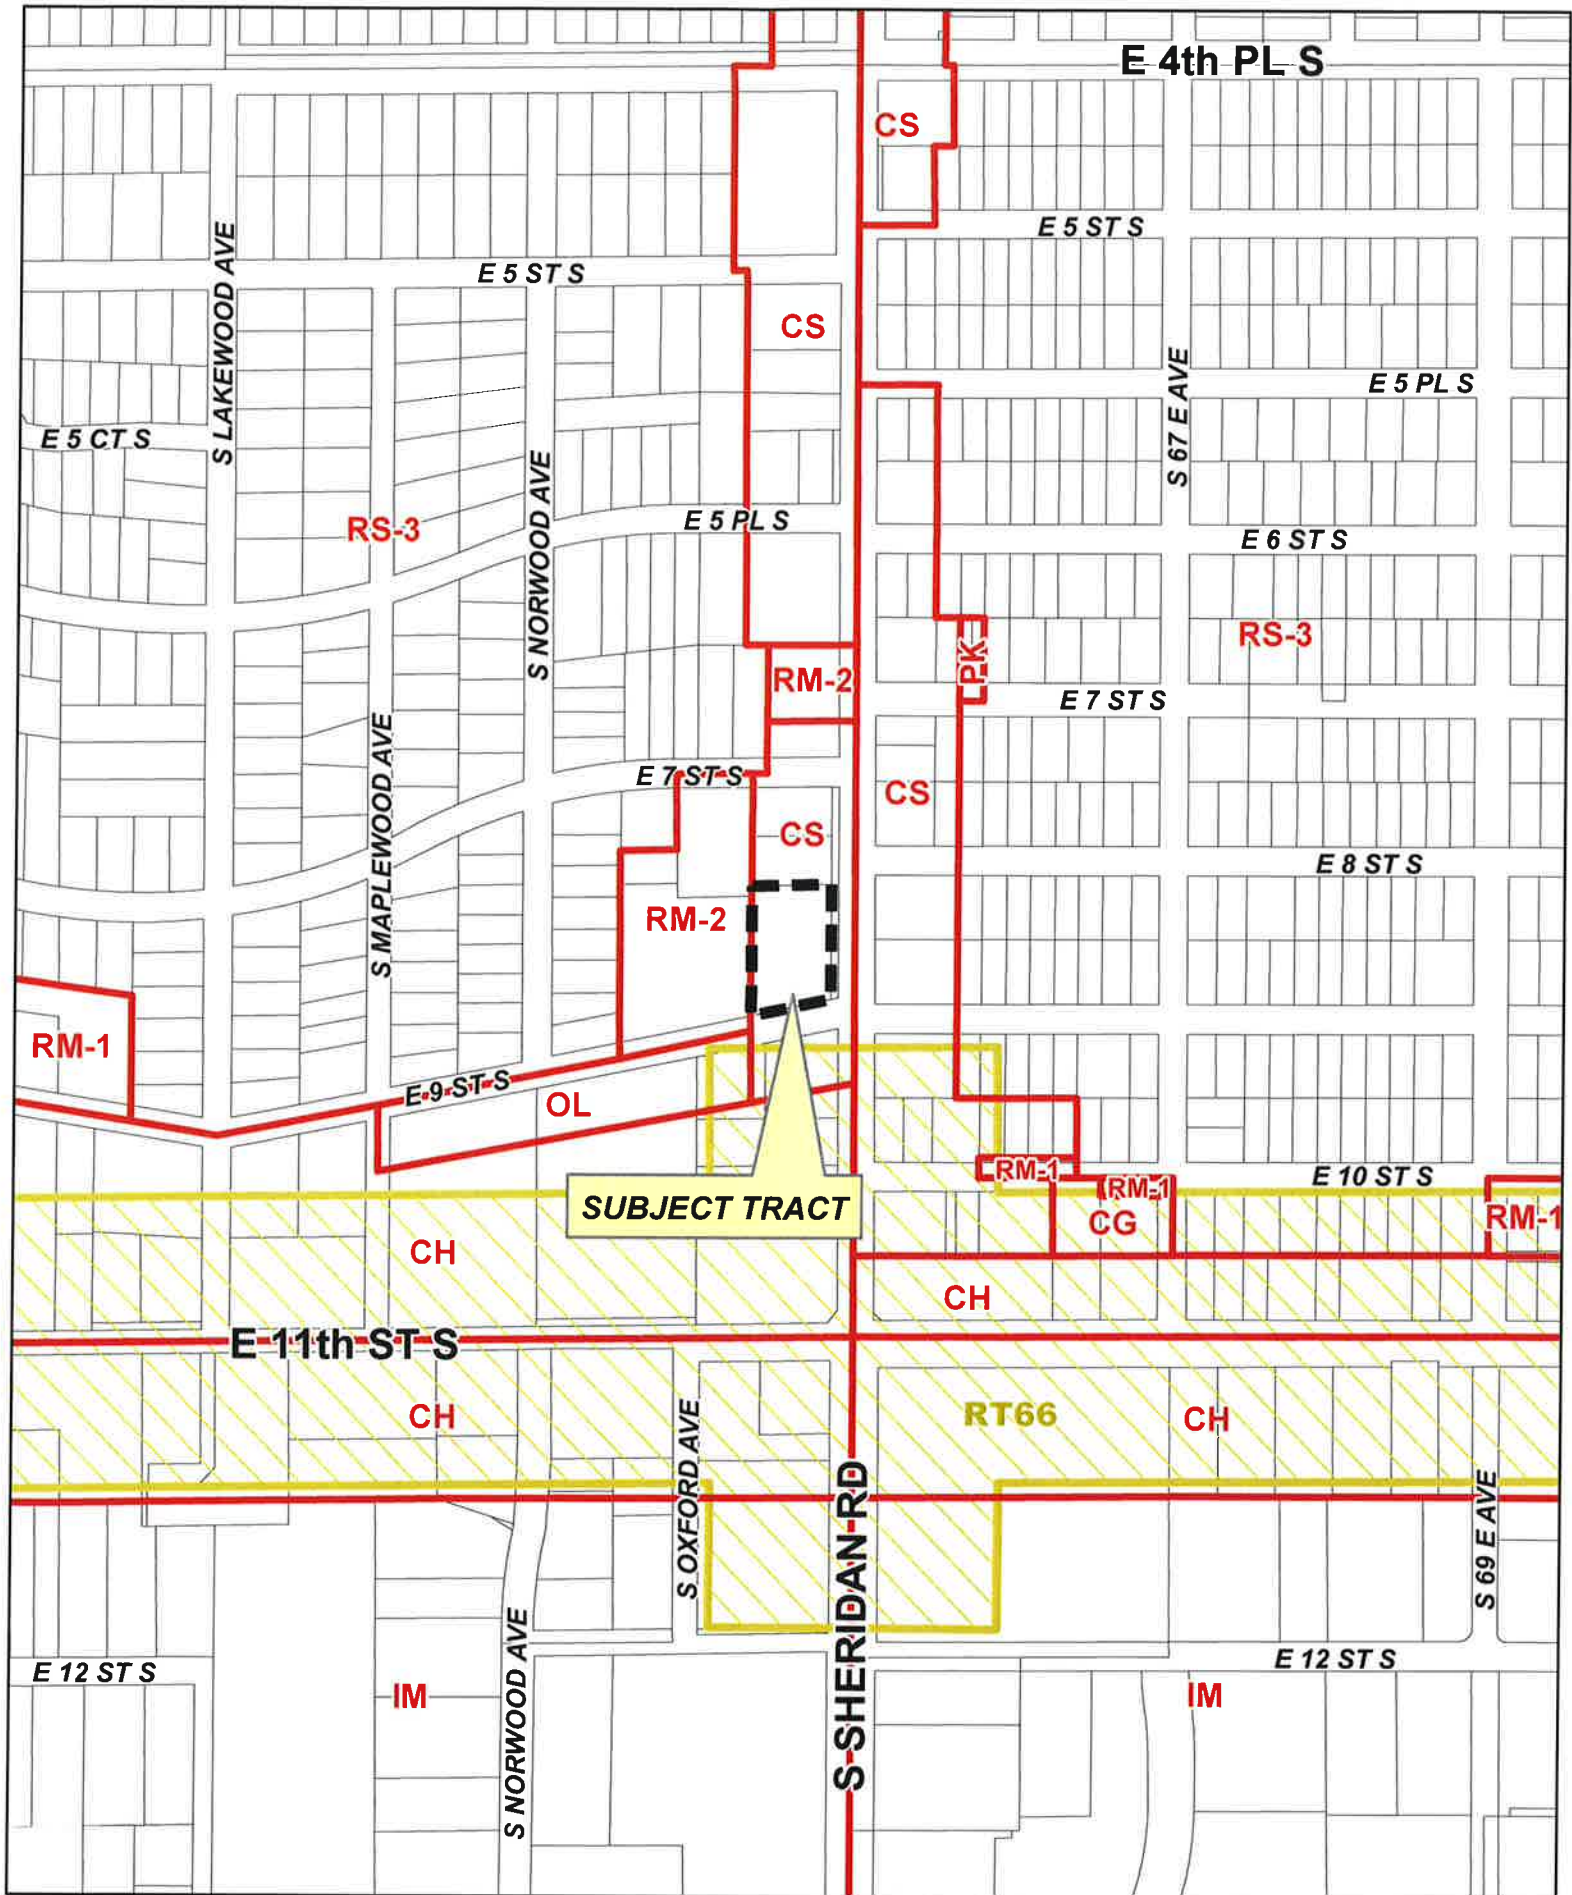 E 4th PL S
CS
E 5 ST S
S LAKEWOOD AVE
E 5 ST S
CS
S 67 E AVE
E 5 PL S
E 5 CT S
S NORWOOD AVE
RS-3
E 5 PL S
E 6 ST S
RS-3
PK
RM-2
E 7 ST S
S MAPLEWOOD AVE
E 7 ST S
CS
CS
E 8 ST S
RM-2
RM-1
E 9 ST S
OL
RM-1
E 10 ST S
RM-1
SUBJECT TRACT
CG
RM-1
CH
CH
E 11th ST S
CH
S OXFORD AVE
RT66
CH
S SHERIDAN RD
S 69 E AVE
E 12 ST S
S NORWOOD AVE
E 12 ST S
IM
IM